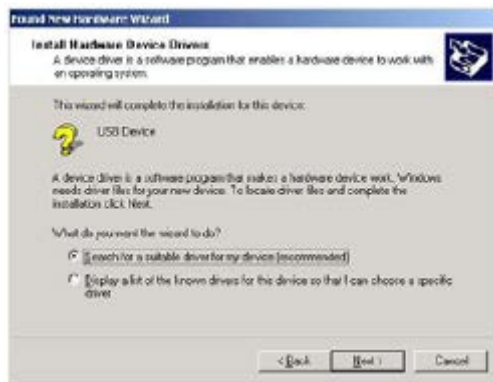 Found New Hardware Wizard
Install Hardware Device Drivers
A device driver is a software program that enables a hardware device to work with
an operating system.
This wizard will complete the installation for this device:
USB Device
A device driver is a software program that makes a hardware device work. Windows
needs driver files for your new device. To locate driver files and complete the
installation click Next.
What do you want the wizard to do?
Search for a suitable driver for my device (recommended)
Display a list of the known drivers for this device so that I can choose a specific
driver
< Back Next > Cancel